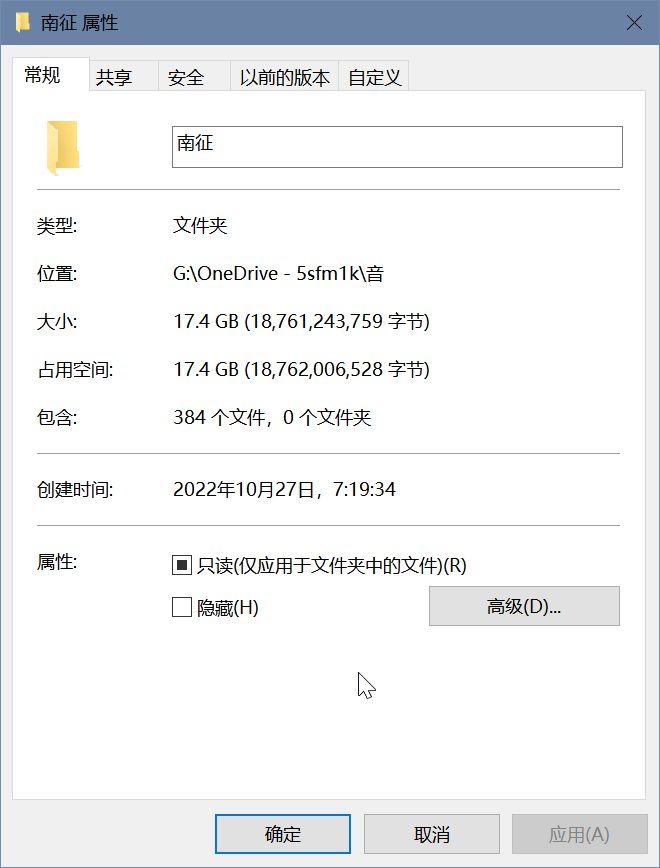 南征 属性
常规 共享 安全 以前的版本 自定义
南征
类型: 文件夹
位置: G:\OneDrive - 5sfm1k\音
大小: 17.4 GB (18,761,243,759 字节)
占用空间: 17.4 GB (18,762,006,528 字节)
包含: 384 个文件，0 个文件夹
创建时间: 2022年10月27日，7:19:34
属性: 只读(仅应用于文件夹中的文件)(R)
隐藏(H) 高级(D)...
确定 取消 应用(A)